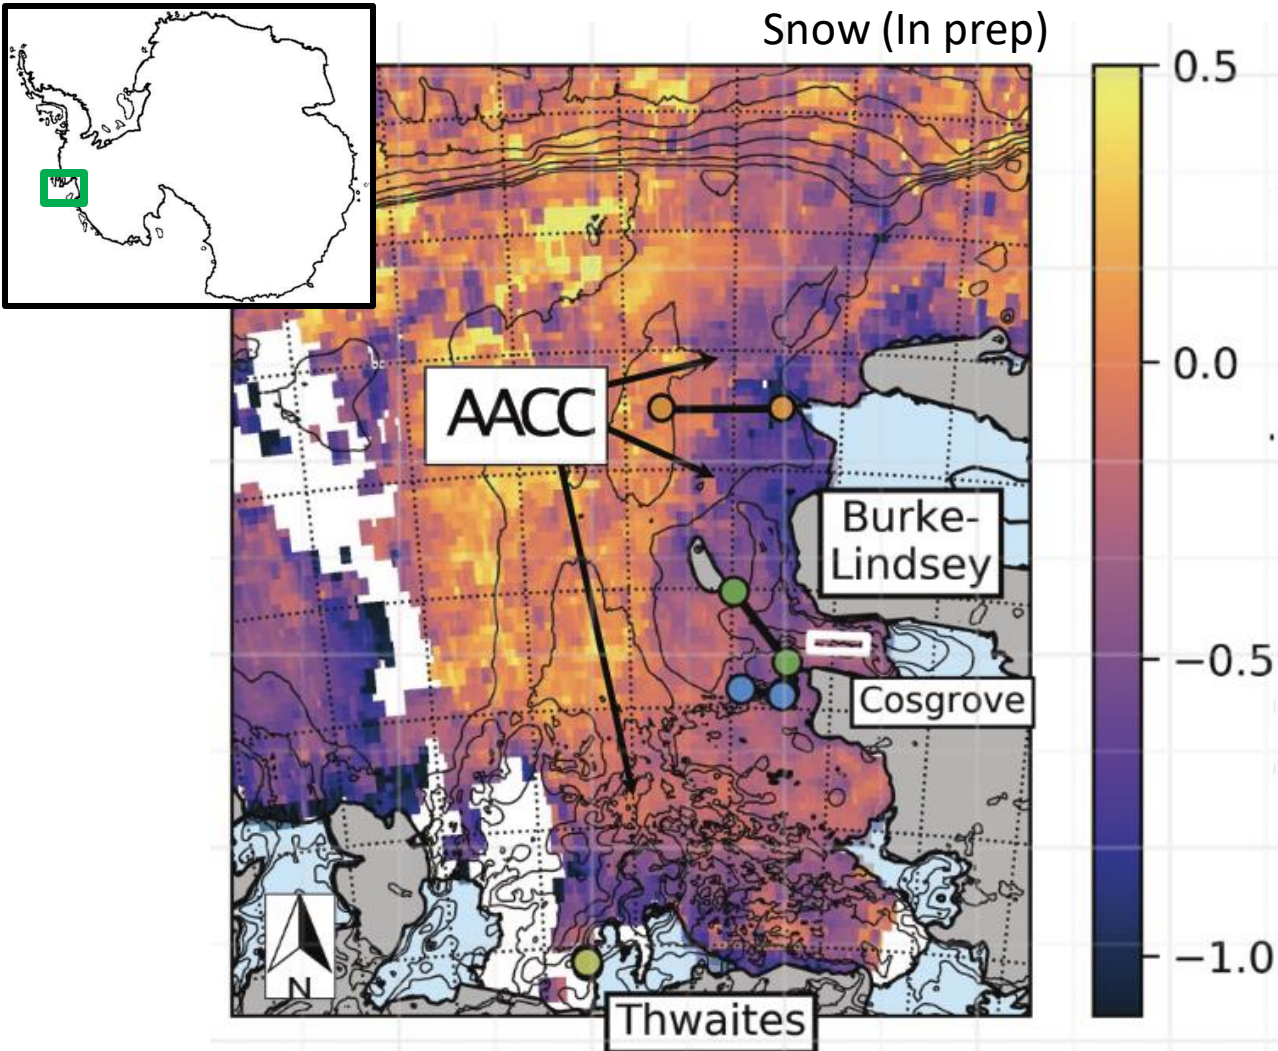 Snow (In prep)
0.5
0.0
−0.5
−1.0
AACC
Burke-
Lindsey
Cosgrove
Thwaites
N